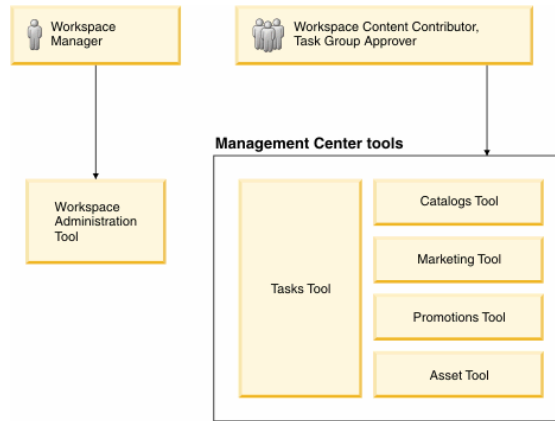 Workspace
Manager
Workspace Content Contributor,
Task Group Approver
Management Center tools
Workspace
Administration
Tool
Tasks Tool
Catalogs Tool
Marketing Tool
Promotions Tool
Asset Tool